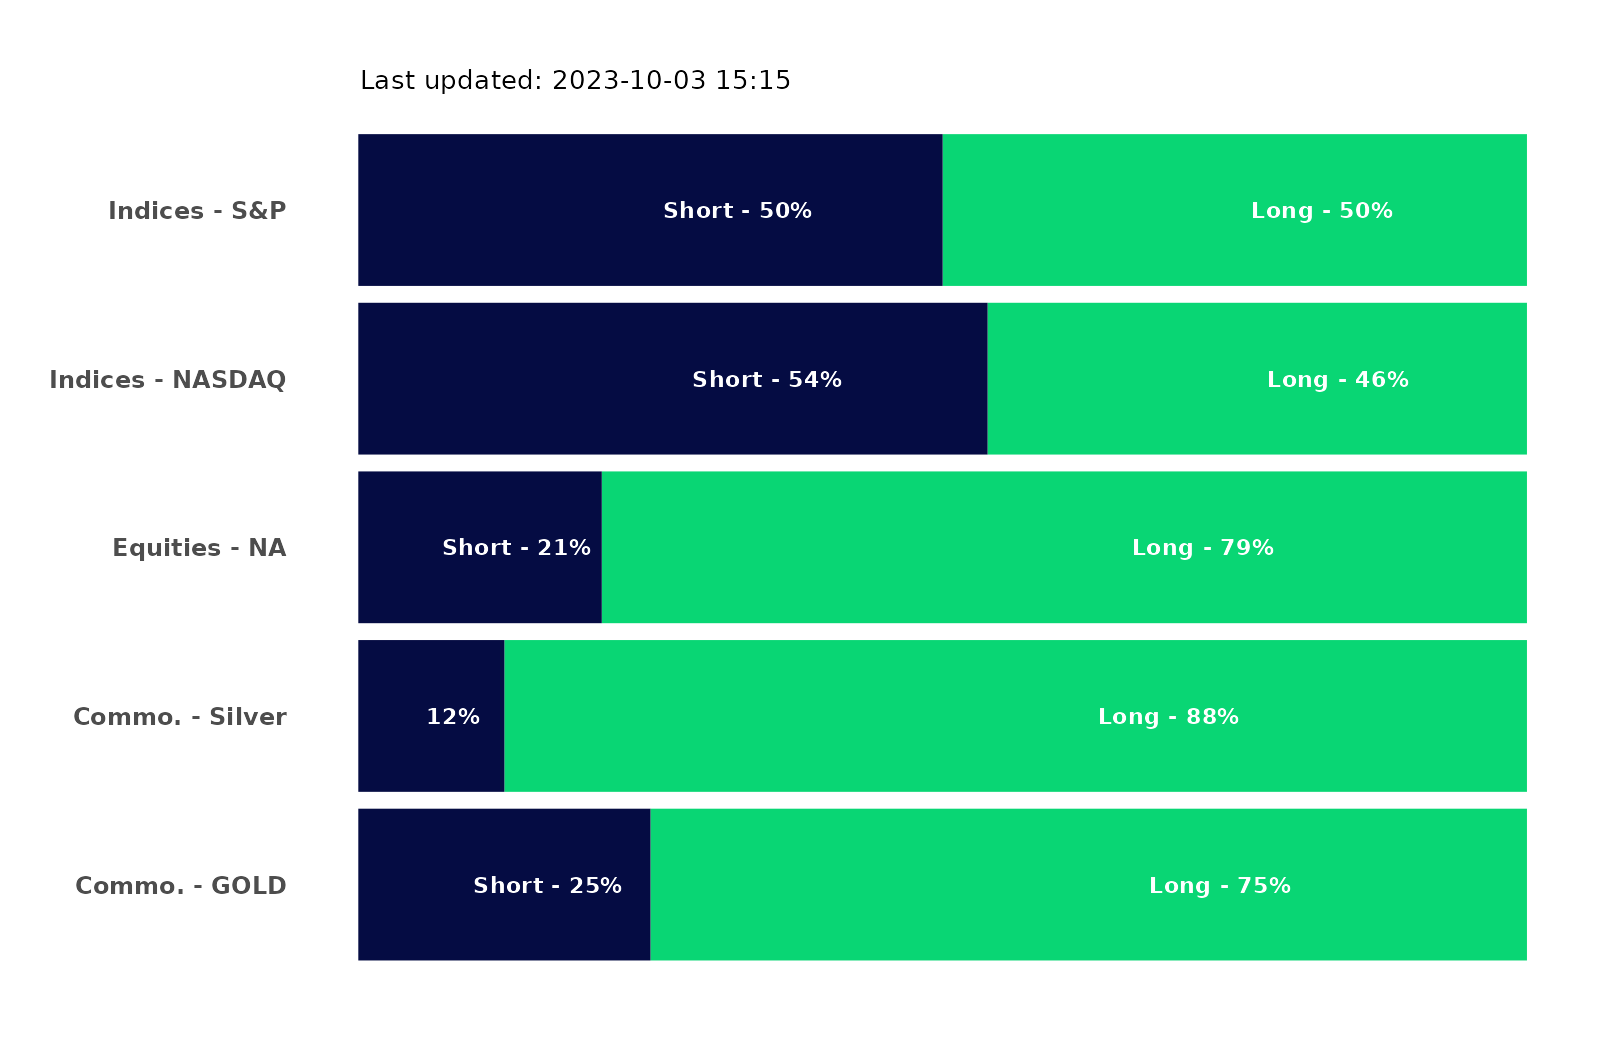 Last updated: 2023-10-03 15:15
Indices - S&P Short - 50% Long - 50%
Indices - NASDAQ Short - 54% Long - 46%
Equities - NA Short - 21% Long - 79%
Commo. - Silver 12% Long - 88%
Commo. - GOLD Short - 25% Long - 75%